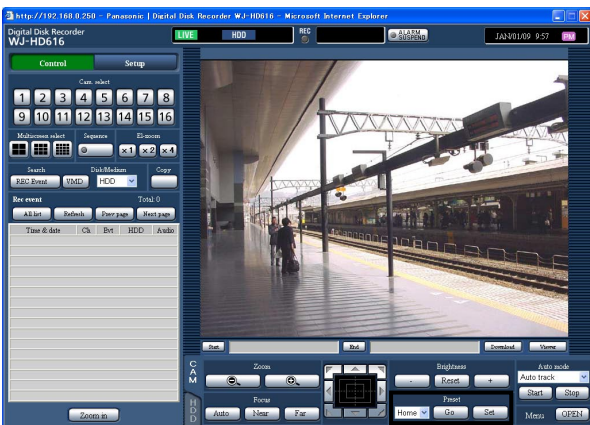 http://192.168.0.250 - Panasonic | Digital Disk Recorder WJ-HD616 - Microsoft Internet Explorer
Digital Disk Recorder
WJ-HD616
LIVE HDD REC ALARM SUSPEND JAN/01/09 9:57 PM
Control Setup
Cam. select
1 2 3 4 5 6 7 8
9 10 11 12 13 14 15 16
Multiscreen select Sequence El-zoom
x1 x2 x4
Search Disk/Medium Copy
REC Event VMD HDD
Rec event Total: 0
All list Refresh Prev page Next page
Time & date Ch Evt HDD Audio
Zoom in
Start End Download Viewer
CAM
HDD
Zoom
Focus
Auto Near Far
Brightness
- Reset +
Preset
Home Go Set
Auto mode
Auto track
Start Stop
Menu OPEN